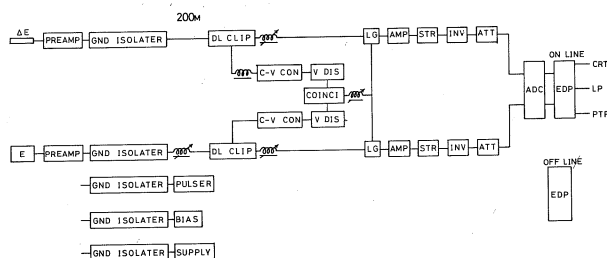 200M
ΔE PREAMP GND ISOLATER DL CLIP LG AMP STR INV ATT
ON LINE
C-V CON V DIS
COINCI
C-V CON V DIS
ADC EDP
CRT
LP
PTP
E PREAMP GND ISOLATER DL CLIP LG AMP STR INV ATT
OFF LINE
EDP
GND ISOLATER PULSER
GND ISOLATER BIAS
GND ISOLATER SUPPLY